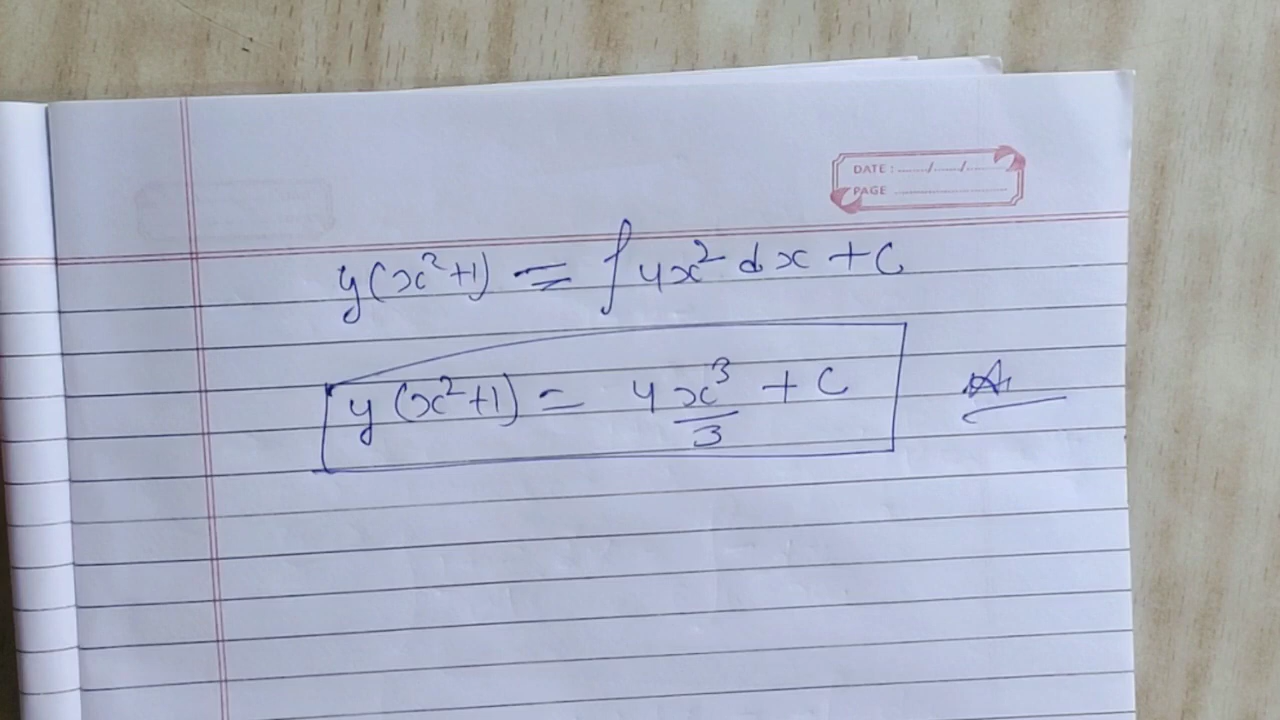 DATE : ....../....../......
PAGE ........................
y(x²+1) = ∫4x² dx + C
y (x²+1) = 4x³/3 + C